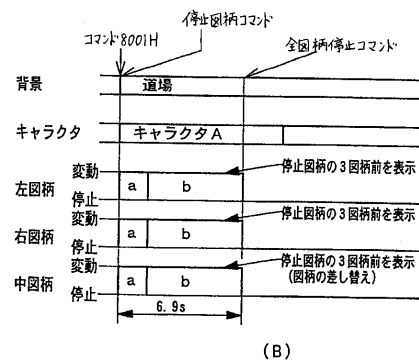 停止図柄コマンド
コマンド8001H
全図柄停止コマンド
背景
道場
キャラクタ
キャラクタA
変動
停止図柄の3図柄前を表示
左図柄
a
b
停止
変動
停止図柄の3図柄前を表示
右図柄
a
b
停止
変動
停止図柄の3図柄前を表示
(図柄の差し替え)
中図柄
a
b
停止
6.9s
(B)